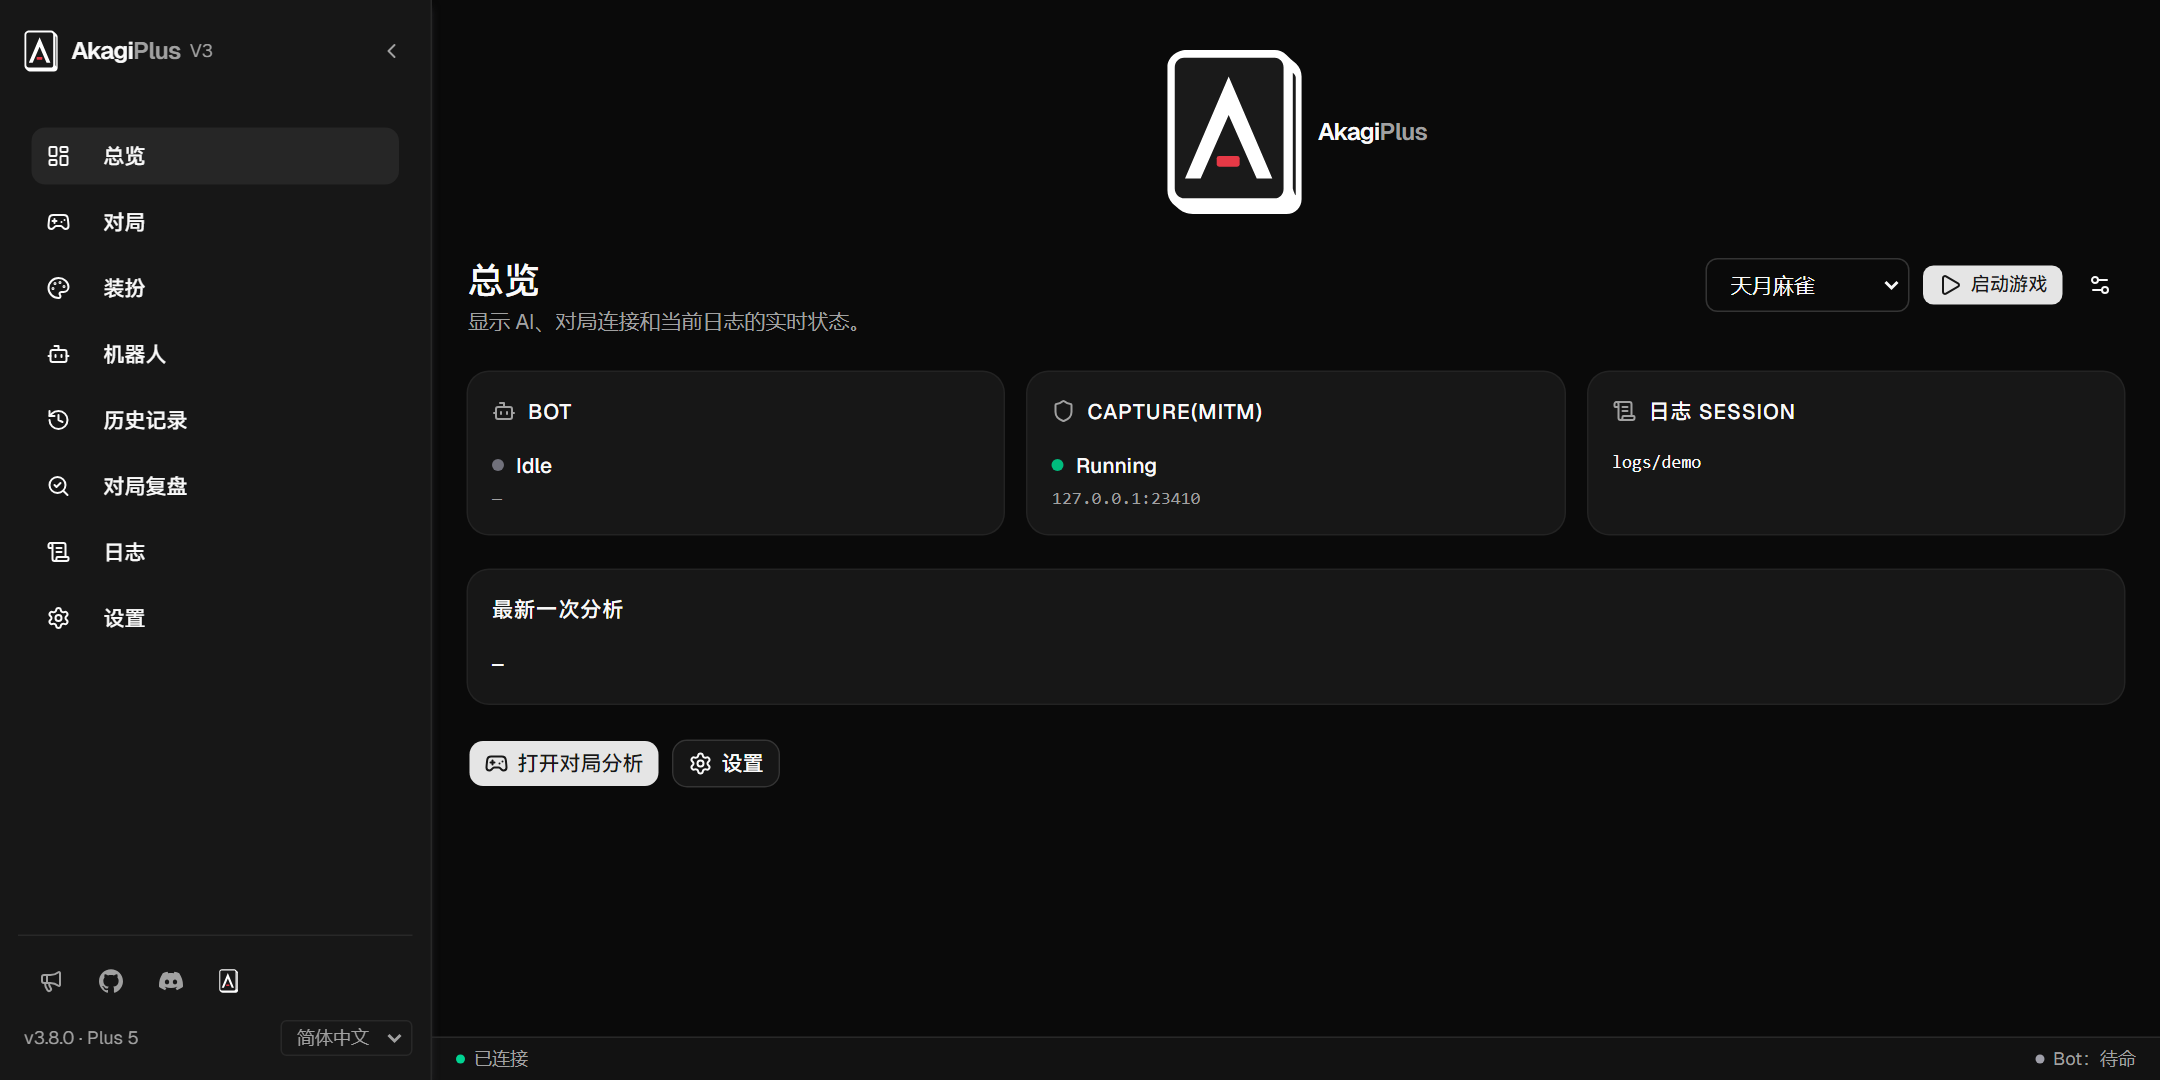 AkagiPlus V3
总览
对局
装扮
机器人
历史记录
对局复盘
日志
设置
v3.8.0 · Plus 5
简体中文
AkagiPlus
总览
显示 AI、对局连接和当前日志的实时状态。
天月麻雀
启动游戏
BOT
Idle
—
CAPTURE(MITM)
Running
127.0.0.1:23410
日志 SESSION
logs/demo
最新一次分析
—
打开对局分析
设置
已连接
Bot：待命